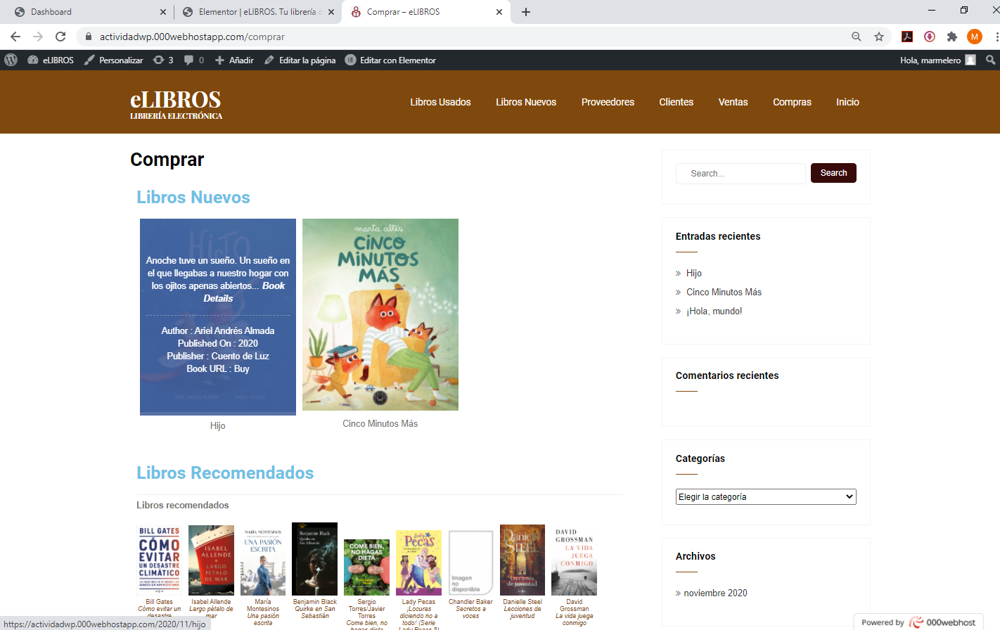 Dashboard
Elementor | eLIBROS. Tu librería
Comprar – eLIBROS
actividadwp.000webhostapp.com/comprar
M
eLIBROS
Personalizar
3
0
Añadir
Editar la página
Editar con Elementor
Hola, marmelero
eLIBROS
LIBRERÍA ELECTRÓNICA
Libros Usados
Libros Nuevos
Proveedores
Clientes
Ventas
Compras
Inicio
Comprar
Libros Nuevos
HIJO
Anoche tuve un sueño. Un sueño en
el que llegabas a nuestro hogar con
los ojitos apenas abiertos... Book
Details
Author : Ariel Andrés Almada
Published On : 2020
Publisher : Cuento de Luz
Book URL : Buy
Hijo
marta altés
CINCO
MINUTOS
MÁS
Cinco Minutos Más
Libros Recomendados
Libros recomendados
BILL GATES
CÓMO
EVITAR
UN DESASTRE
CLIMÁTICO
Bill Gates
Cómo evitar un
desastre
ISABEL
ALLENDE
LARGO
PÉTALO
DE MAR
Isabel Allende
Largo pétalo de
mar
MARÍA MONTESINOS
UNA PASIÓN
ESCRITA
María
Montesinos
Una pasión
escrita
Benjamin Black
Quirke en
San Sebastián
Benjamin Black
Quirke en San
Sebastián
COME BIEN,
NO HAGAS
DIETA
Sergio
Torres/Javier
Torres
Come bien, no
hagas dieta
Lady
Pecas
Lady Pecas
¡Locuras
diciendo no a
todo! (Serie
Lady Pecas 5)
Imagen
no
disponible
Chandler Baker
Secretos a
voces
Danielle
STEEL
Lecciones
de juventud
Danielle Steel
Lecciones de
juventud
DAVID
GROSSMAN
LA VIDA
JUEGA
CONMIGO
David
Grossman
La vida juega
conmigo
Search...
Search
Entradas recientes
» Hijo
» Cinco Minutos Más
» ¡Hola, mundo!
Comentarios recientes
Categorías
Elegir la categoría
Archivos
» noviembre 2020
https://actividadwp.000webhostapp.com/2020/11/hijo
Powered by 000webhost